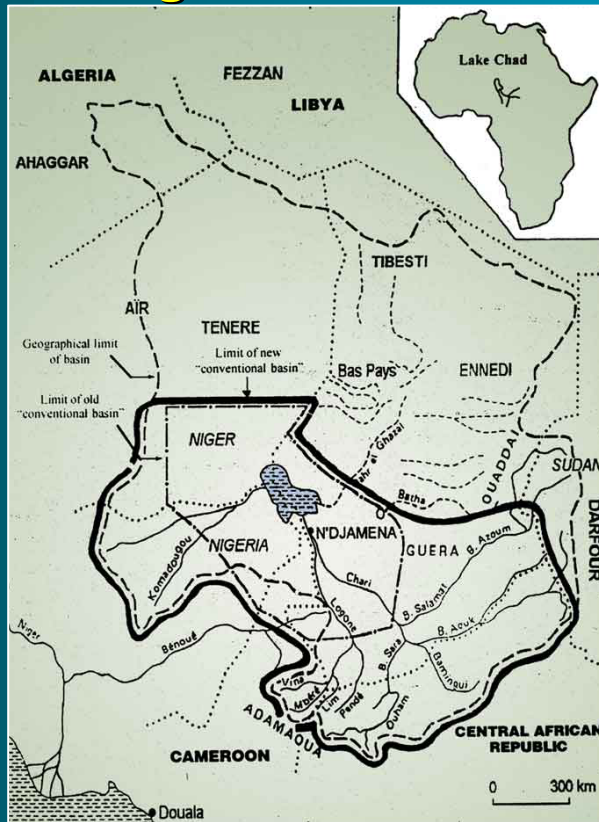 Lake Chad
ALGERIA
FEZZAN
LIBYA
AHAGGAR
TIBESTI
AÏR
TENERE
Geographical limit
of basin
Limit of new
"conventional basin"
Bas Pays
ENNEDI
Limit of old
"conventional basin"
NIGER
Bahr el Ghazal
OUADDAI
SUDAN
DARFOUR
Batha
N'DJAMENA
NIGERIA
GUERA
B. Azoum
Komadougou
Chari
B. Salamat
Logone
B. Aouk
B. Sara
Bamingui
Niger
Bénoué
Vina
Mbéré
Lim
Pendé
Ouham
ADAMAOUA
CENTRAL AFRICAN
REPUBLIC
CAMEROON
0 300 km
Douala